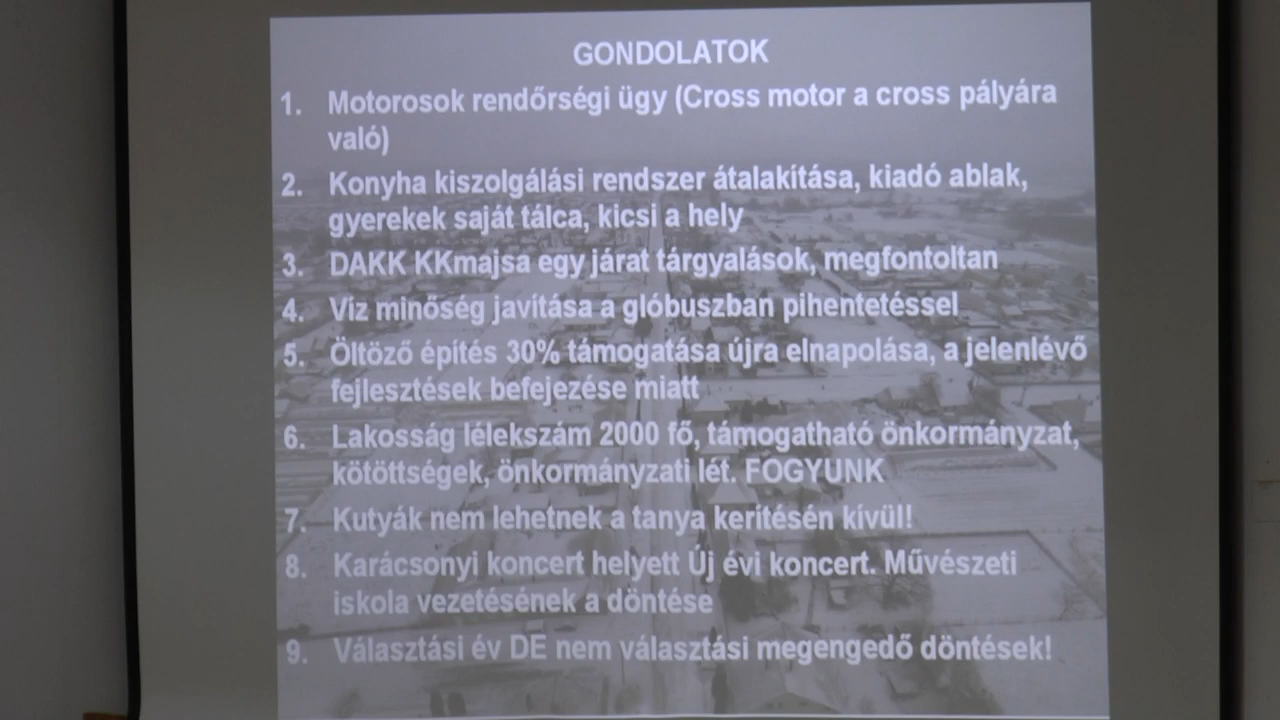 GONDOLATOK
1. Motorosok rendőrségi ügy (Cross motor a cross pályára
való)
2. Konyha kiszolgálási rendszer átalakítása, kiadó ablak,
gyerekek saját tálca, kicsi a hely
3. DAKK KKmajsa egy járat tárgyalások, megfontoltan
4. Víz minőség javítása a glóbuszban pihentetéssel
5. Öltöző építés 30% támogatása újra elnapolása, a jelenlévő
fejlesztések befejezése miatt
6. Lakosság lélekszám 2000 fő, támogatható önkormányzat,
kötöttségek, önkormányzati lét. FOGYUNK
7. Kutyák nem lehetnek a tanya kerítésén kívül!
8. Karácsonyi koncert helyett Új évi koncert. Művészeti
iskola vezetésének a döntése
9. Választási év DE nem választási megengedő döntések!